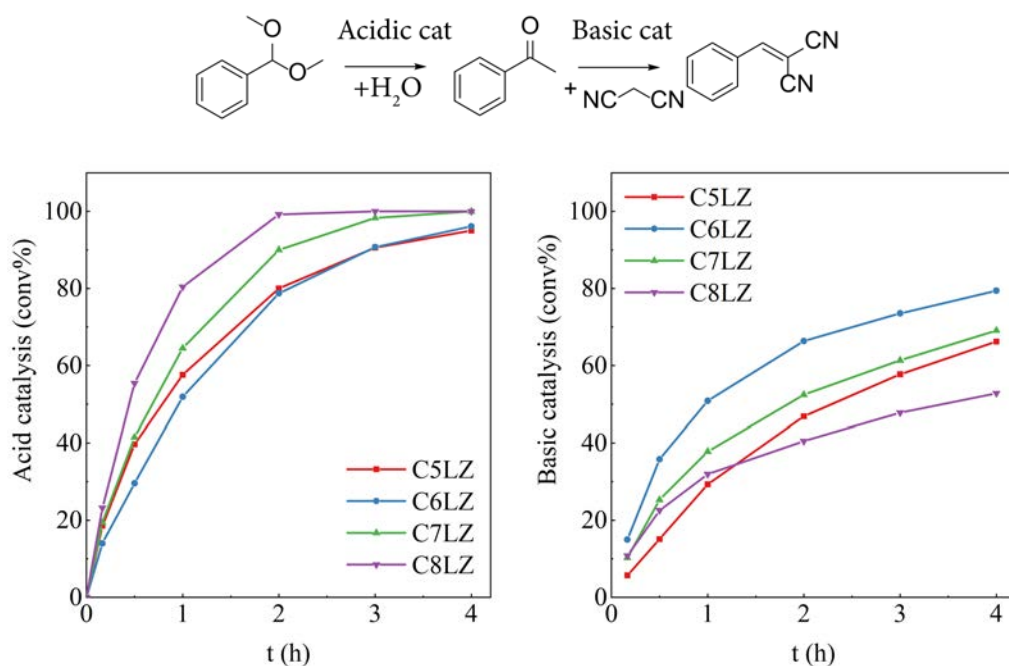 Acidic cat
+H₂O
Basic cat
+
NC CN
CN
CN
O
O
O
Acid catalysis (conv%)
100
80
60
40
20
0
0 1 2 3 4
t (h)
C5LZ
C6LZ
C7LZ
C8LZ
Basic catalysis (conv%)
100
80
60
40
20
0
0 1 2 3 4
t (h)
C5LZ
C6LZ
C7LZ
C8LZ